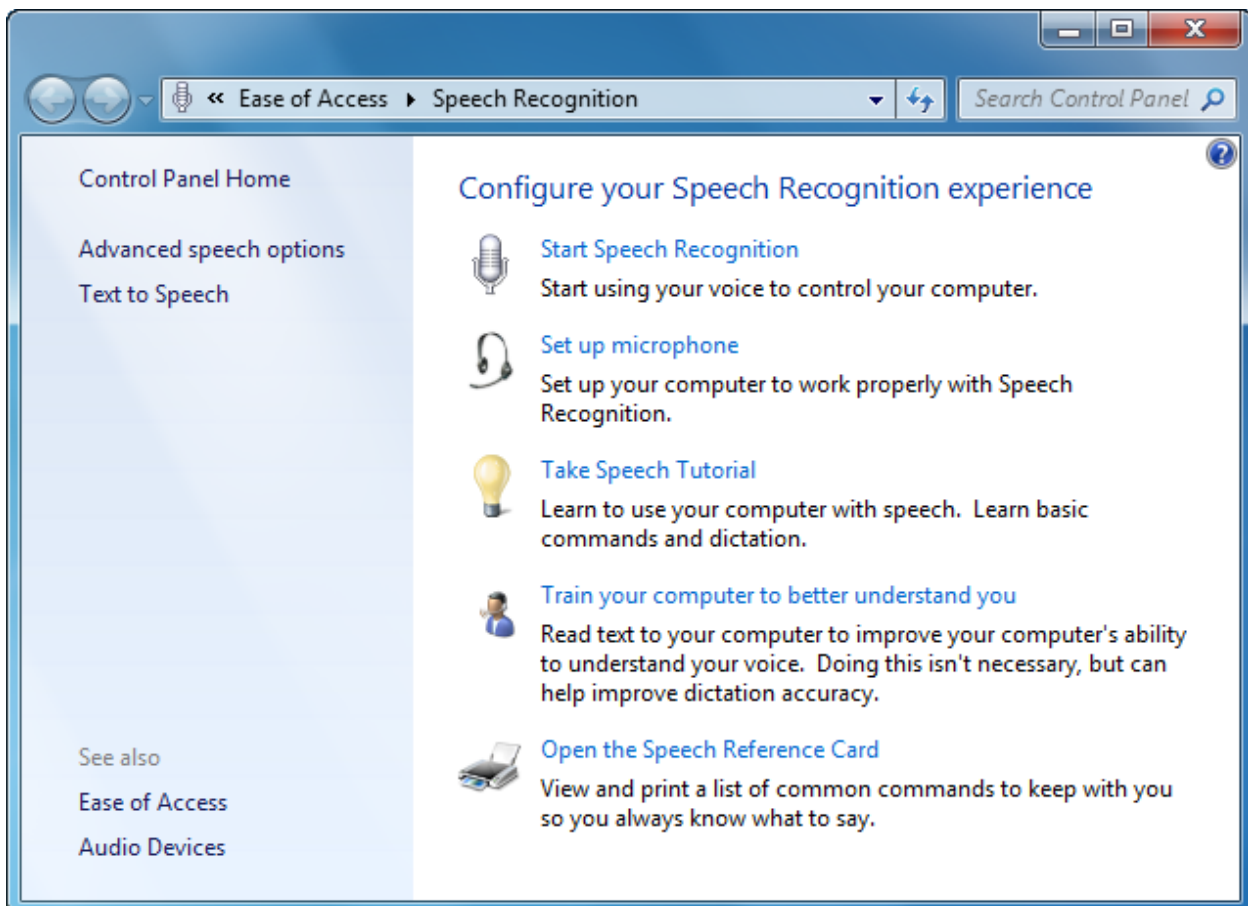 « Ease of Access ▸ Speech Recognition
Search Control Panel
Control Panel Home
Advanced speech options
Text to Speech
See also
Ease of Access
Audio Devices
Configure your Speech Recognition experience
Start Speech Recognition
Start using your voice to control your computer.
Set up microphone
Set up your computer to work properly with Speech
Recognition.
Take Speech Tutorial
Learn to use your computer with speech.  Learn basic
commands and dictation.
Train your computer to better understand you
Read text to your computer to improve your computer's ability
to understand your voice.  Doing this isn't necessary, but can
help improve dictation accuracy.
Open the Speech Reference Card
View and print a list of common commands to keep with you
so you always know what to say.